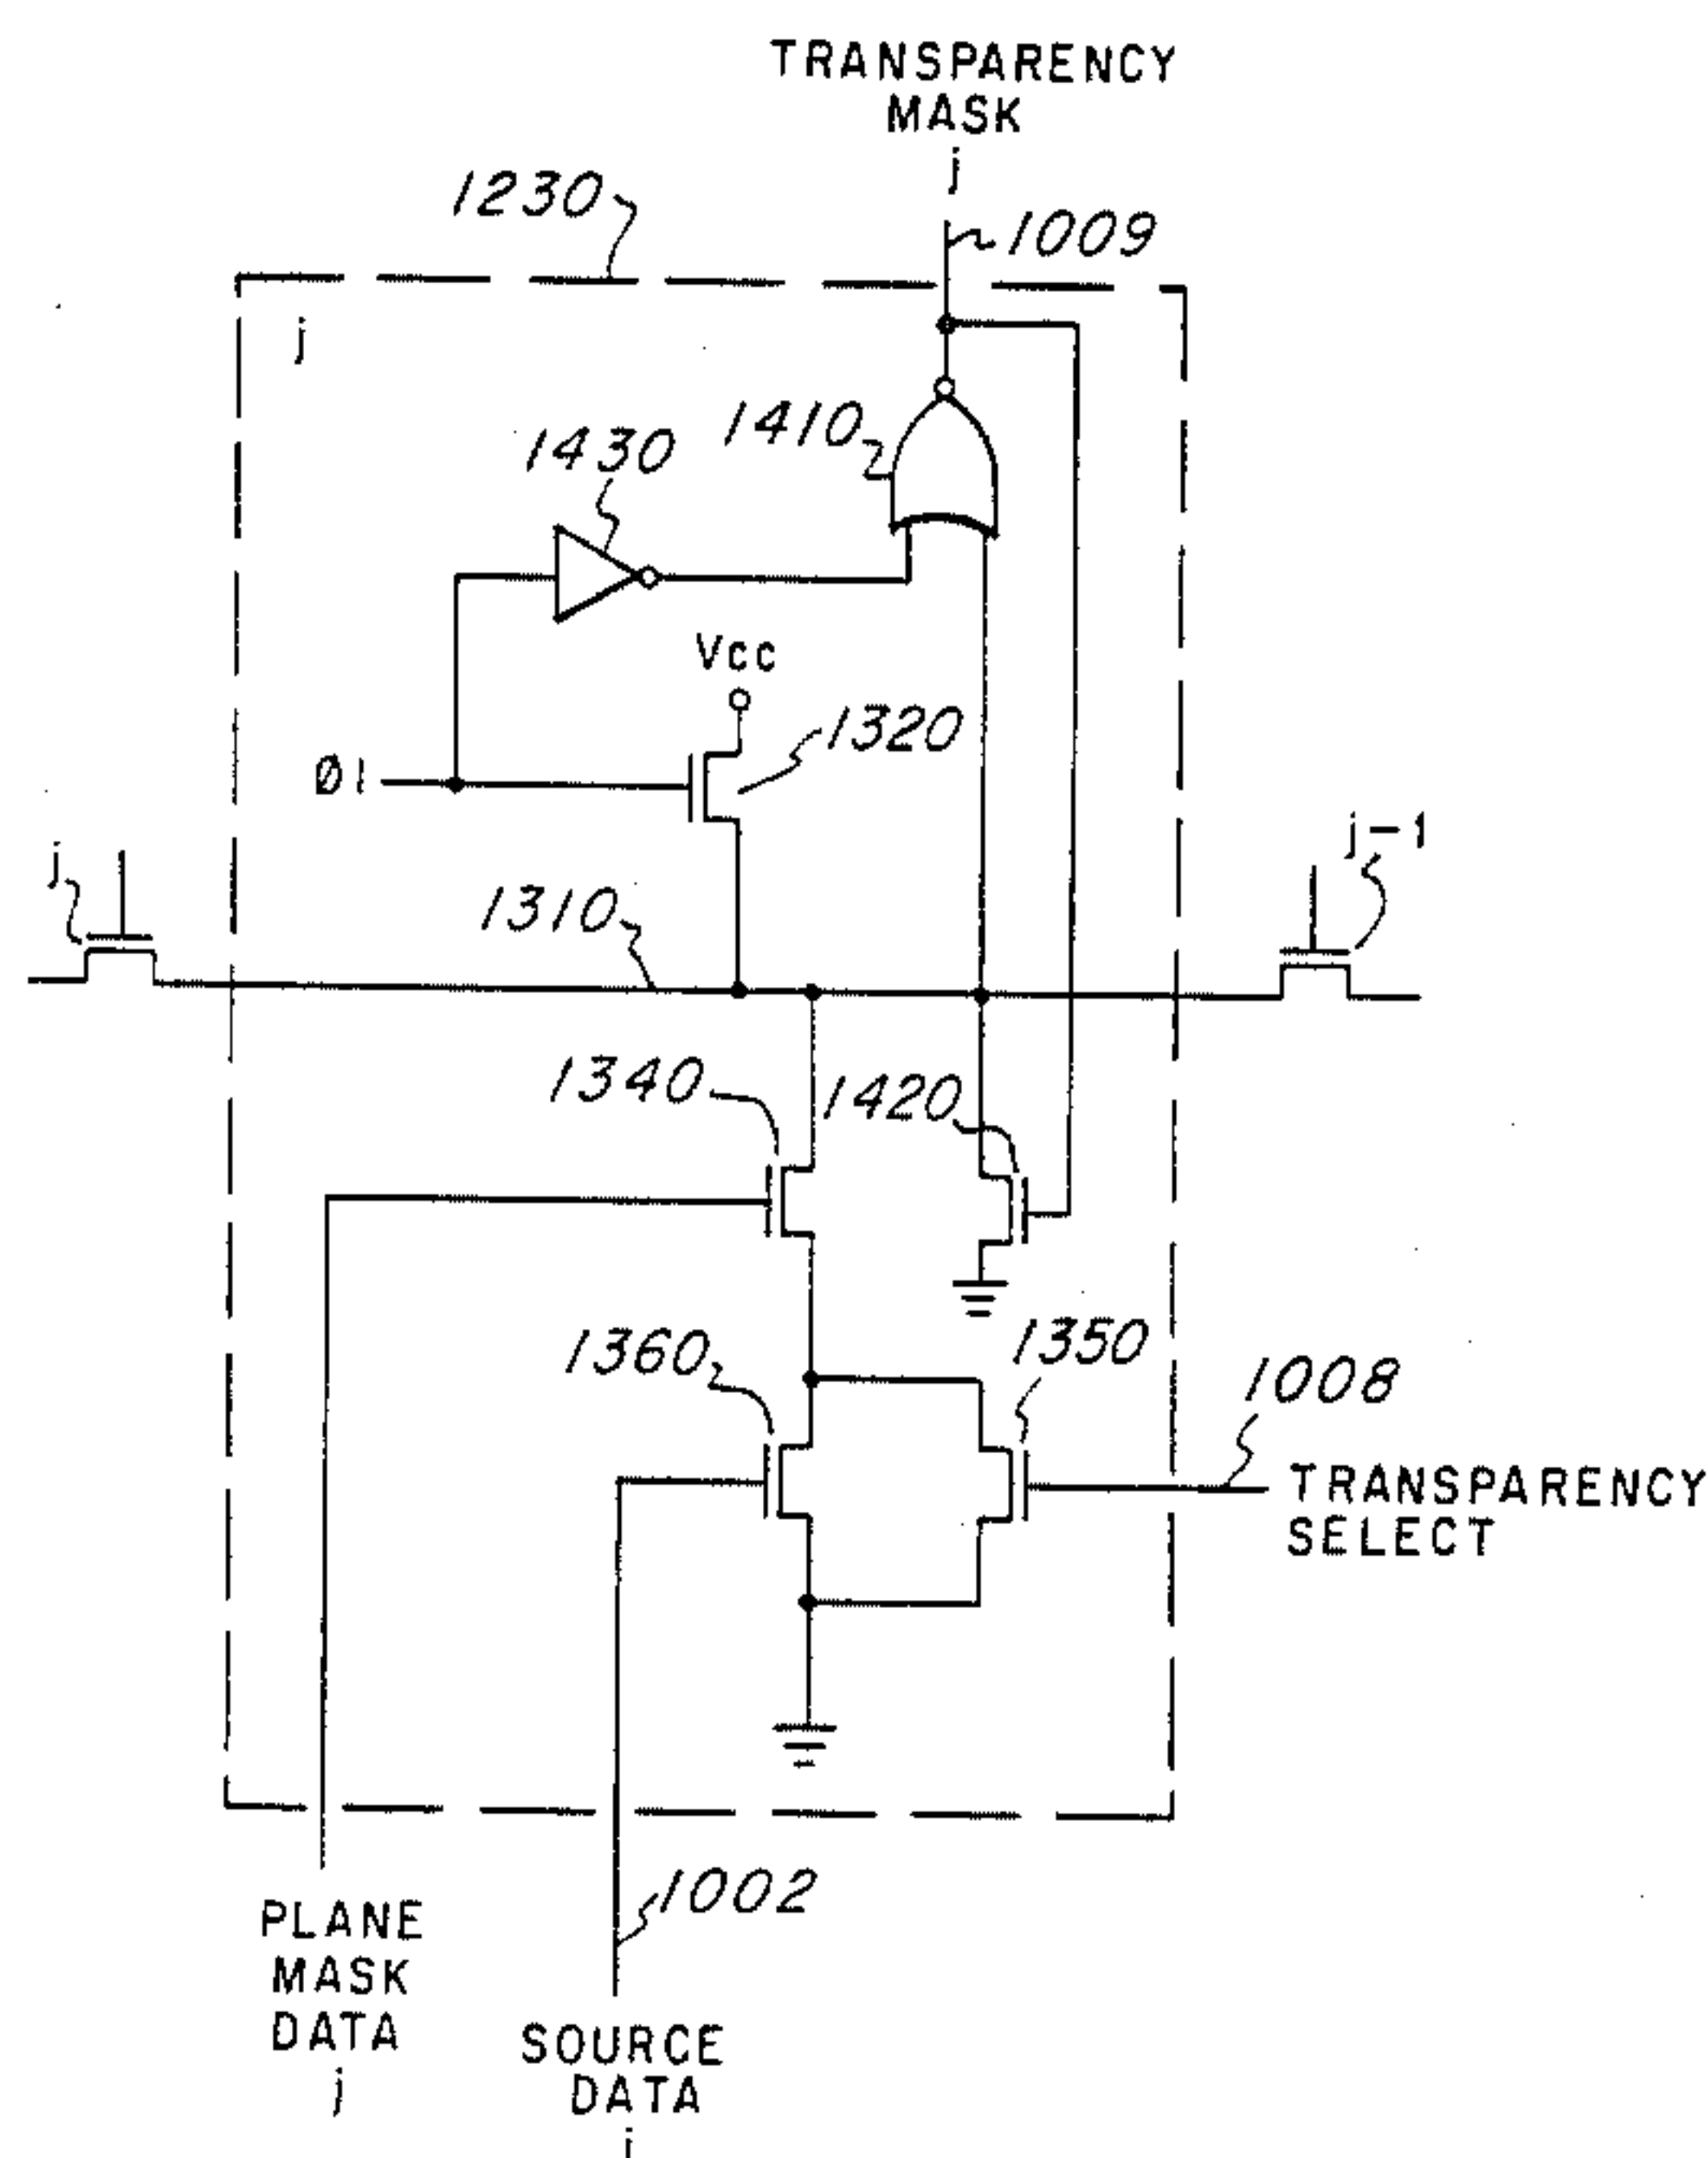 TRANSPARENCY
MASK
j
1230
1009
j
1410
1430
Vcc
1320
Ø1
j
j-1
1310
1340
1420
1360
1350
1008
TRANSPARENCY
SELECT
1002
PLANE
MASK
DATA
j
SOURCE
DATA